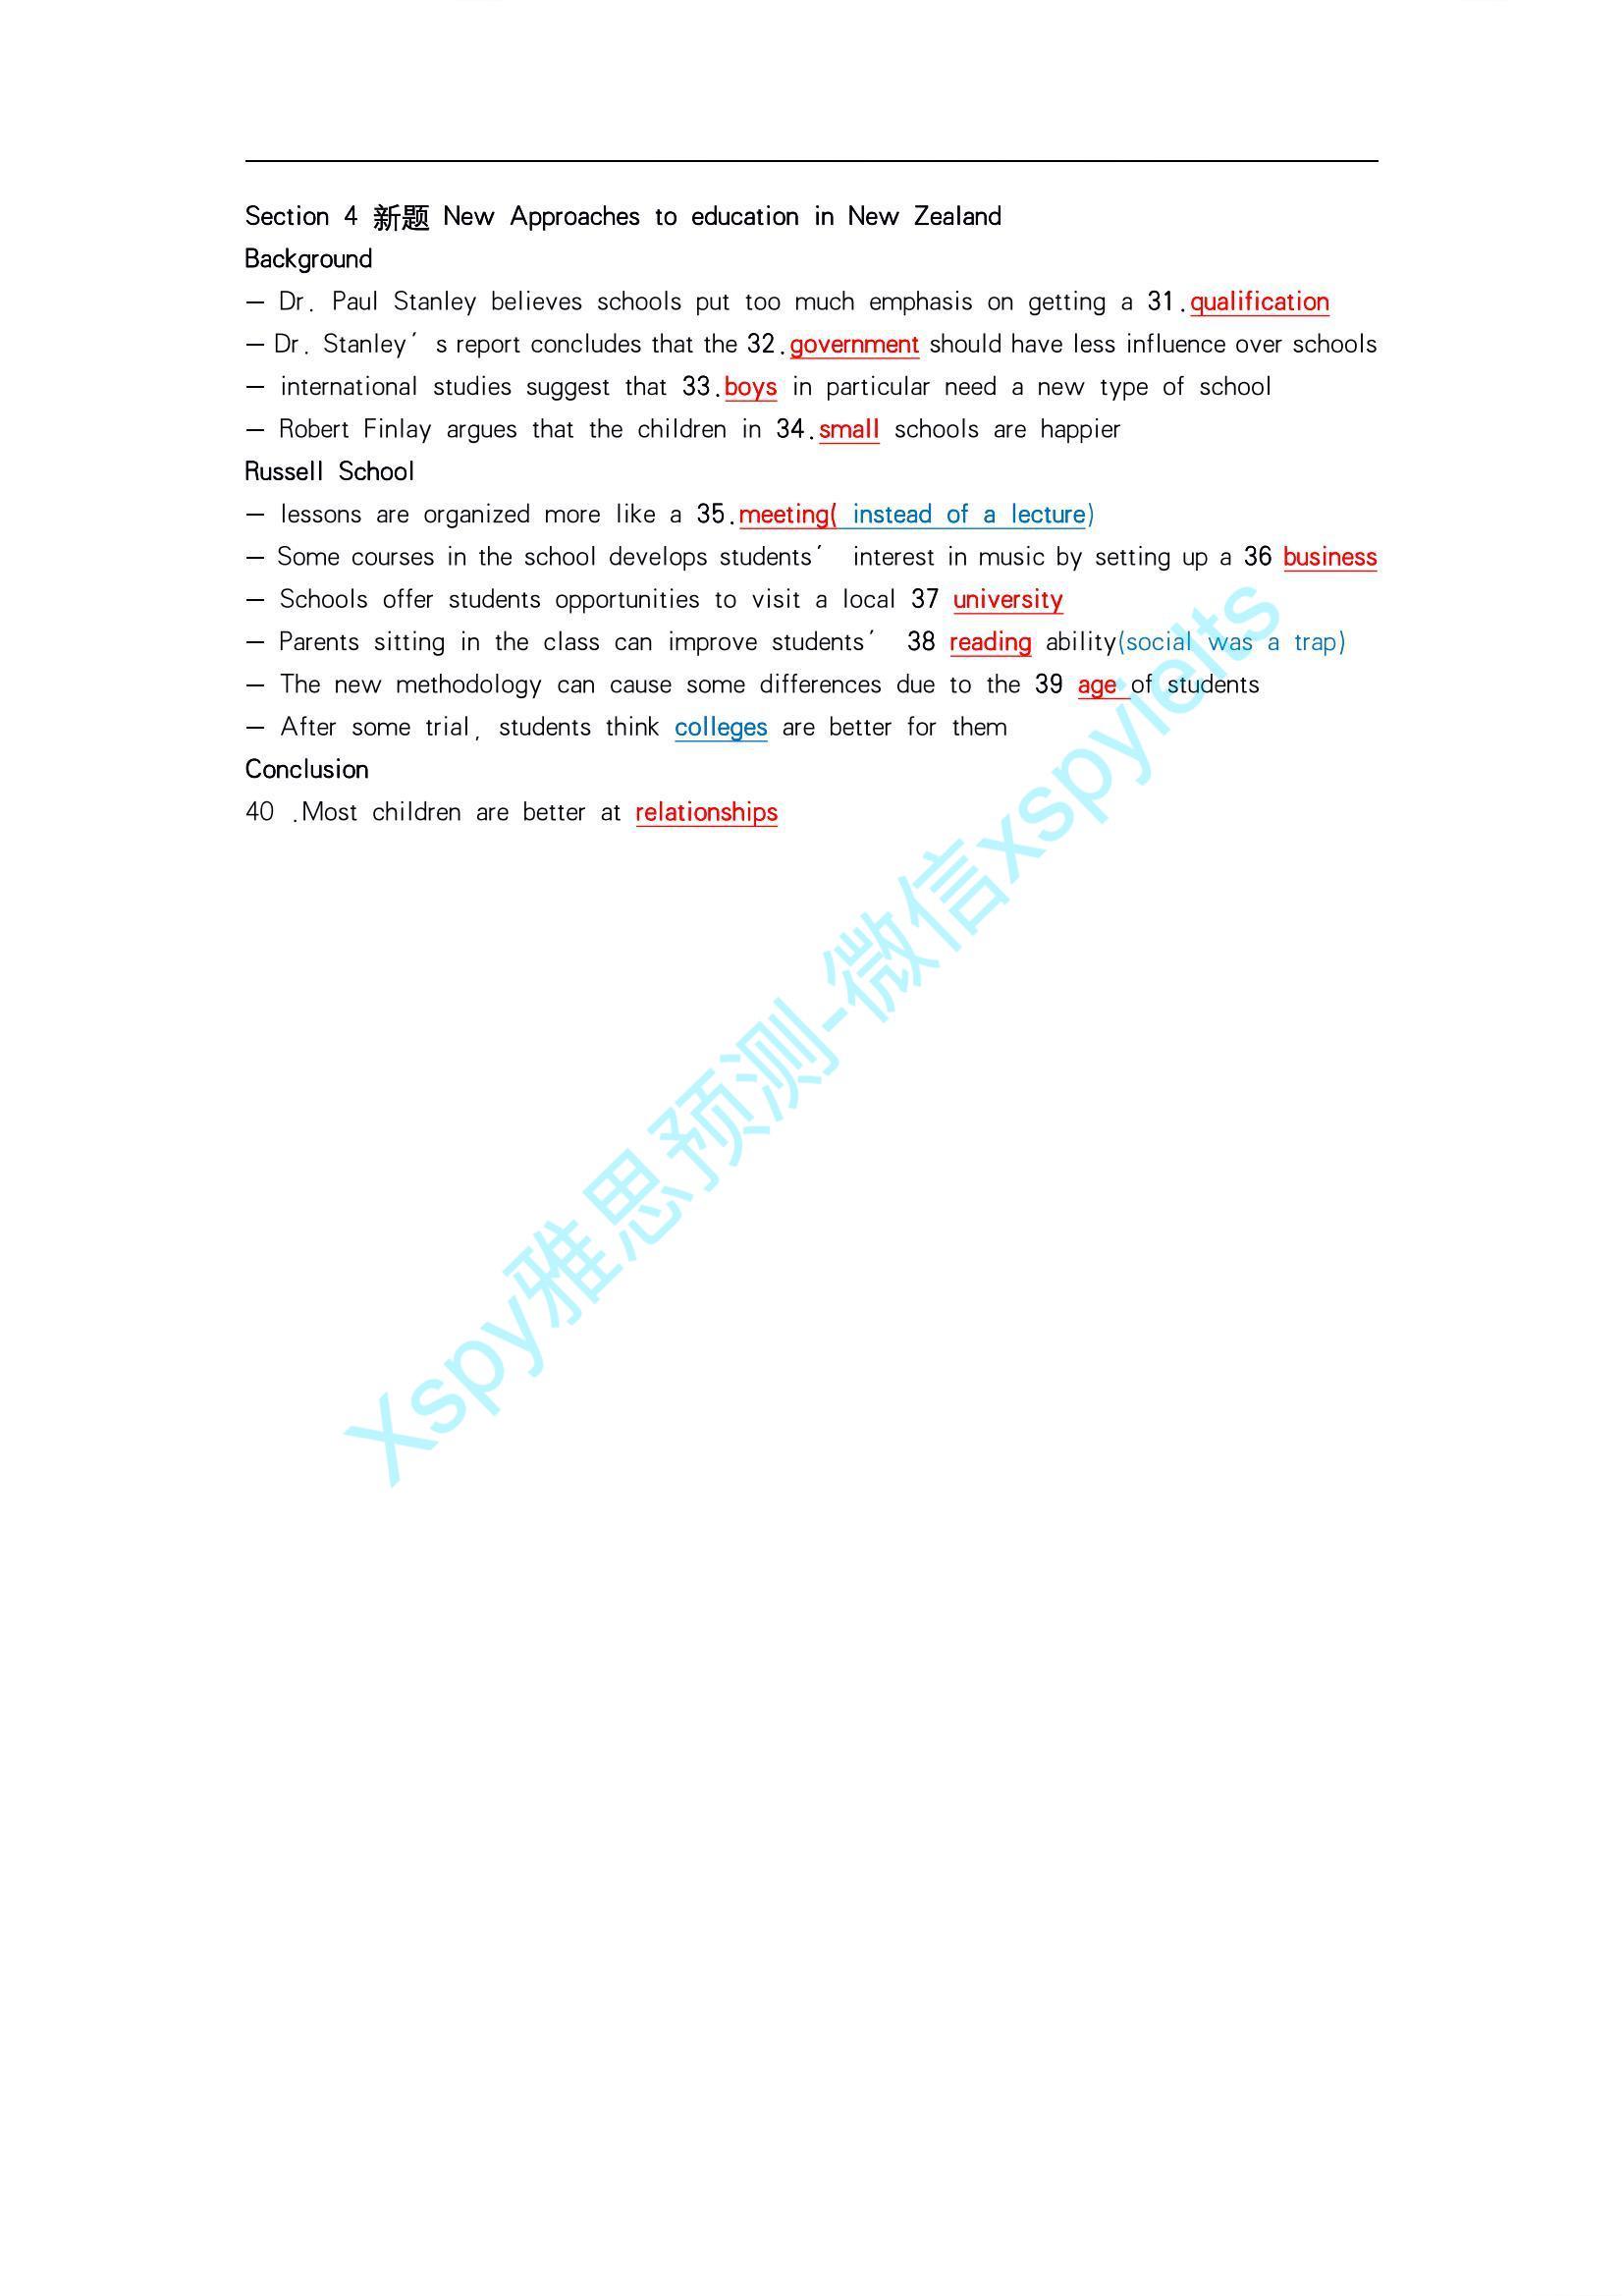 Section 4 新题 New Approaches to education in New Zealand
Background
— Dr. Paul Stanley believes schools put too much emphasis on getting a 31.qualification
— Dr. Stanley′s report concludes that the 32.government should have less influence over schools
— international studies suggest that 33.boys in particular need a new type of school
— Robert Finlay argues that the children in 34.small schools are happier
Russell School
— lessons are organized more like a 35.meeting( instead of a lecture)
— Some courses in the school develops students′ interest in music by setting up a 36 business
— Schools offer students opportunities to visit a local 37 university
— Parents sitting in the class can improve students′ 38 reading ability(social was a trap)
— The new methodology can cause some differences due to the 39 age of students
— After some trial, students think colleges are better for them
Conclusion
40 .Most children are better at relationships
Xspy雅思预测-微信xspyielts